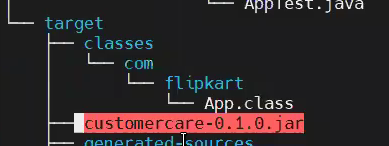 AppTest.java
target
classes
com
flipkart
App.class
customercare-0.1.0.jar
generated-sources